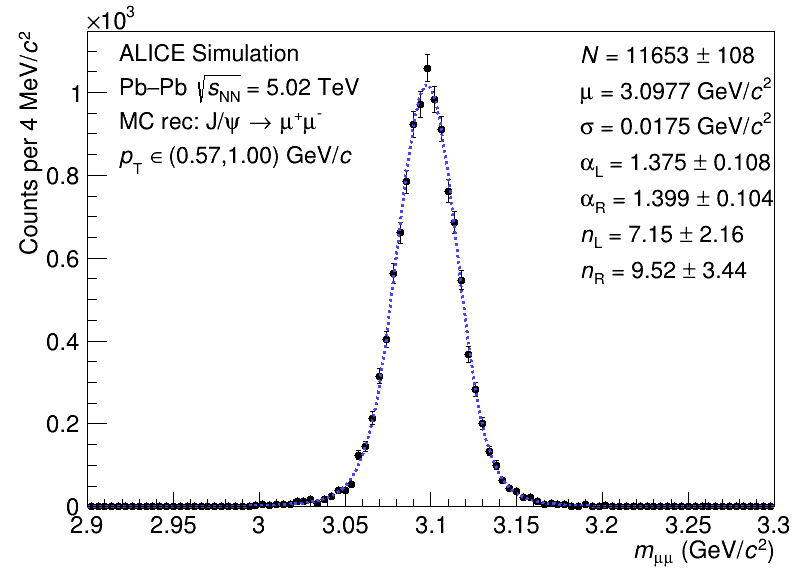 ×10³
Counts per 4 MeV/c²
ALICE Simulation
Pb–Pb √s_NN = 5.02 TeV
MC rec: J/ψ → μ⁺μ⁻
p_T ∈ (0.57,1.00) GeV/c
N = 11653 ± 108
μ = 3.0977 GeV/c²
σ = 0.0175 GeV/c²
α_L = 1.375 ± 0.108
α_R = 1.399 ± 0.104
n_L = 7.15 ± 2.16
n_R = 9.52 ± 3.44
1
0.8
0.6
0.4
0.2
0
2.9 2.95 3 3.05 3.1 3.15 3.2 3.25 3.3
m_μμ (GeV/c²)